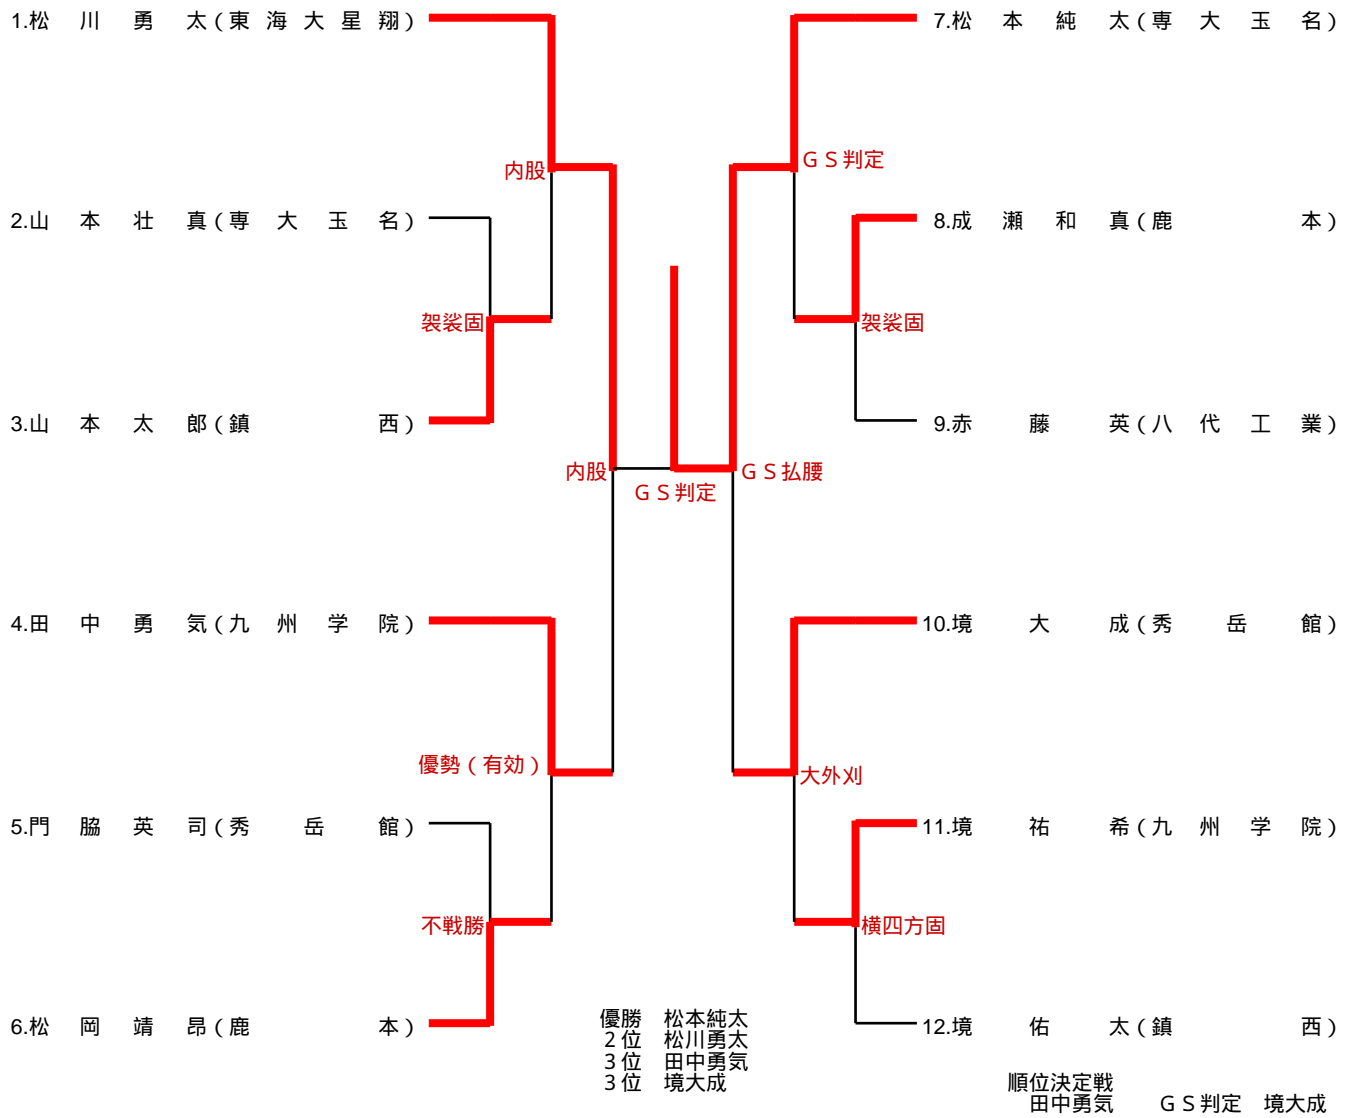 1.松川勇太(東海大星翔)
7.松本純太(専大玉名)
内股
ＧＳ判定
2.山本壮真(専大玉名)
8.成瀬和真(鹿本)
袈裟固
袈裟固
3.山本太郎(鎮西)
9.赤藤英(八代工業)
内股
ＧＳ判定
ＧＳ払腰
4.田中勇気(九州学院)
10.境大成(秀岳館)
優勢(有効)
大外刈
5.門脇英司(秀岳館)
11.境祐希(九州学院)
不戦勝
横四方固
6.松岡靖昂(鹿本)
12.境佑太(鎮西)
優勝　松本純太
２位　松川勇太
３位　田中勇気
３位　境大成
順位決定戦
田中勇気　ＧＳ判定　境大成